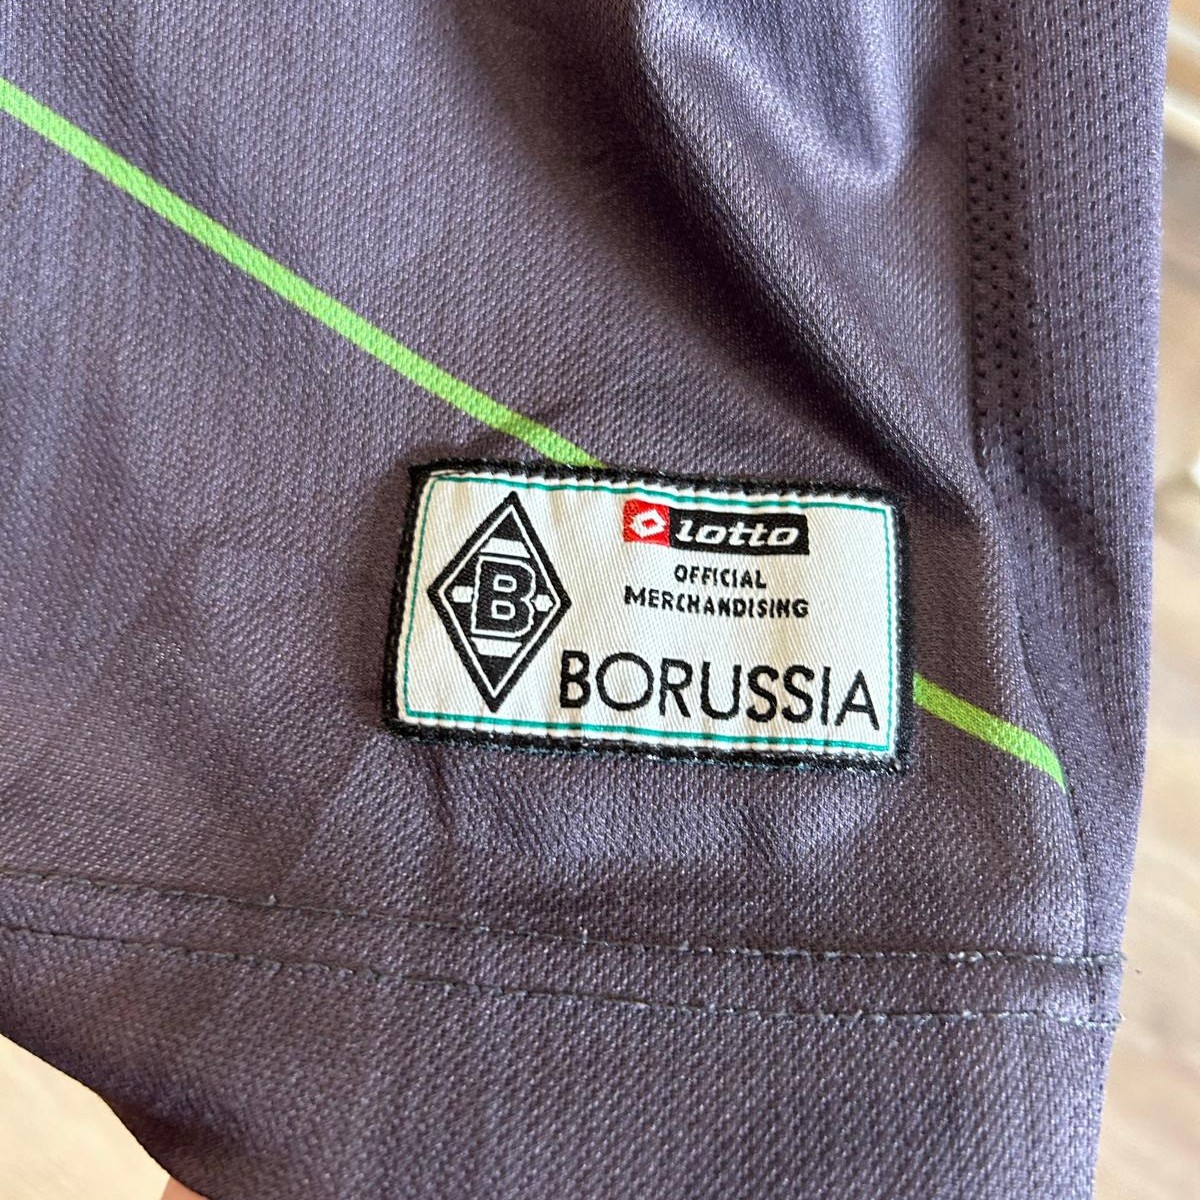 lotto
OFFICIAL
MERCHANDISING
B
BORUSSIA